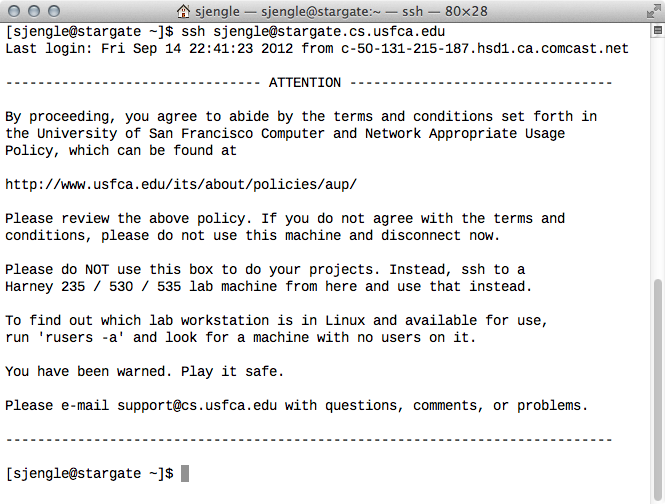 sjengle — sjengle@stargate:~ — ssh — 80×28
[sjengle@stargate ~]$ ssh sjengle@stargate.cs.usfca.edu
Last login: Fri Sep 14 22:41:23 2012 from c-50-131-215-187.hsd1.ca.comcast.net
-------------------------------- ATTENTION ---------------------------------
By proceeding, you agree to abide by the terms and conditions set forth in
the University of San Francisco Computer and Network Appropriate Usage
Policy, which can be found at
http://www.usfca.edu/its/about/policies/aup/
Please review the above policy. If you do not agree with the terms and
conditions, please do not use this machine and disconnect now.
Please do NOT use this box to do your projects. Instead, ssh to a
Harney 235 / 530 / 535 lab machine from here and use that instead.
To find out which lab workstation is in Linux and available for use,
run 'rusers -a' and look for a machine with no users on it.
You have been warned. Play it safe.
Please e-mail support@cs.usfca.edu with questions, comments, or problems.
----------------------------------------------------------------------------
[sjengle@stargate ~]$